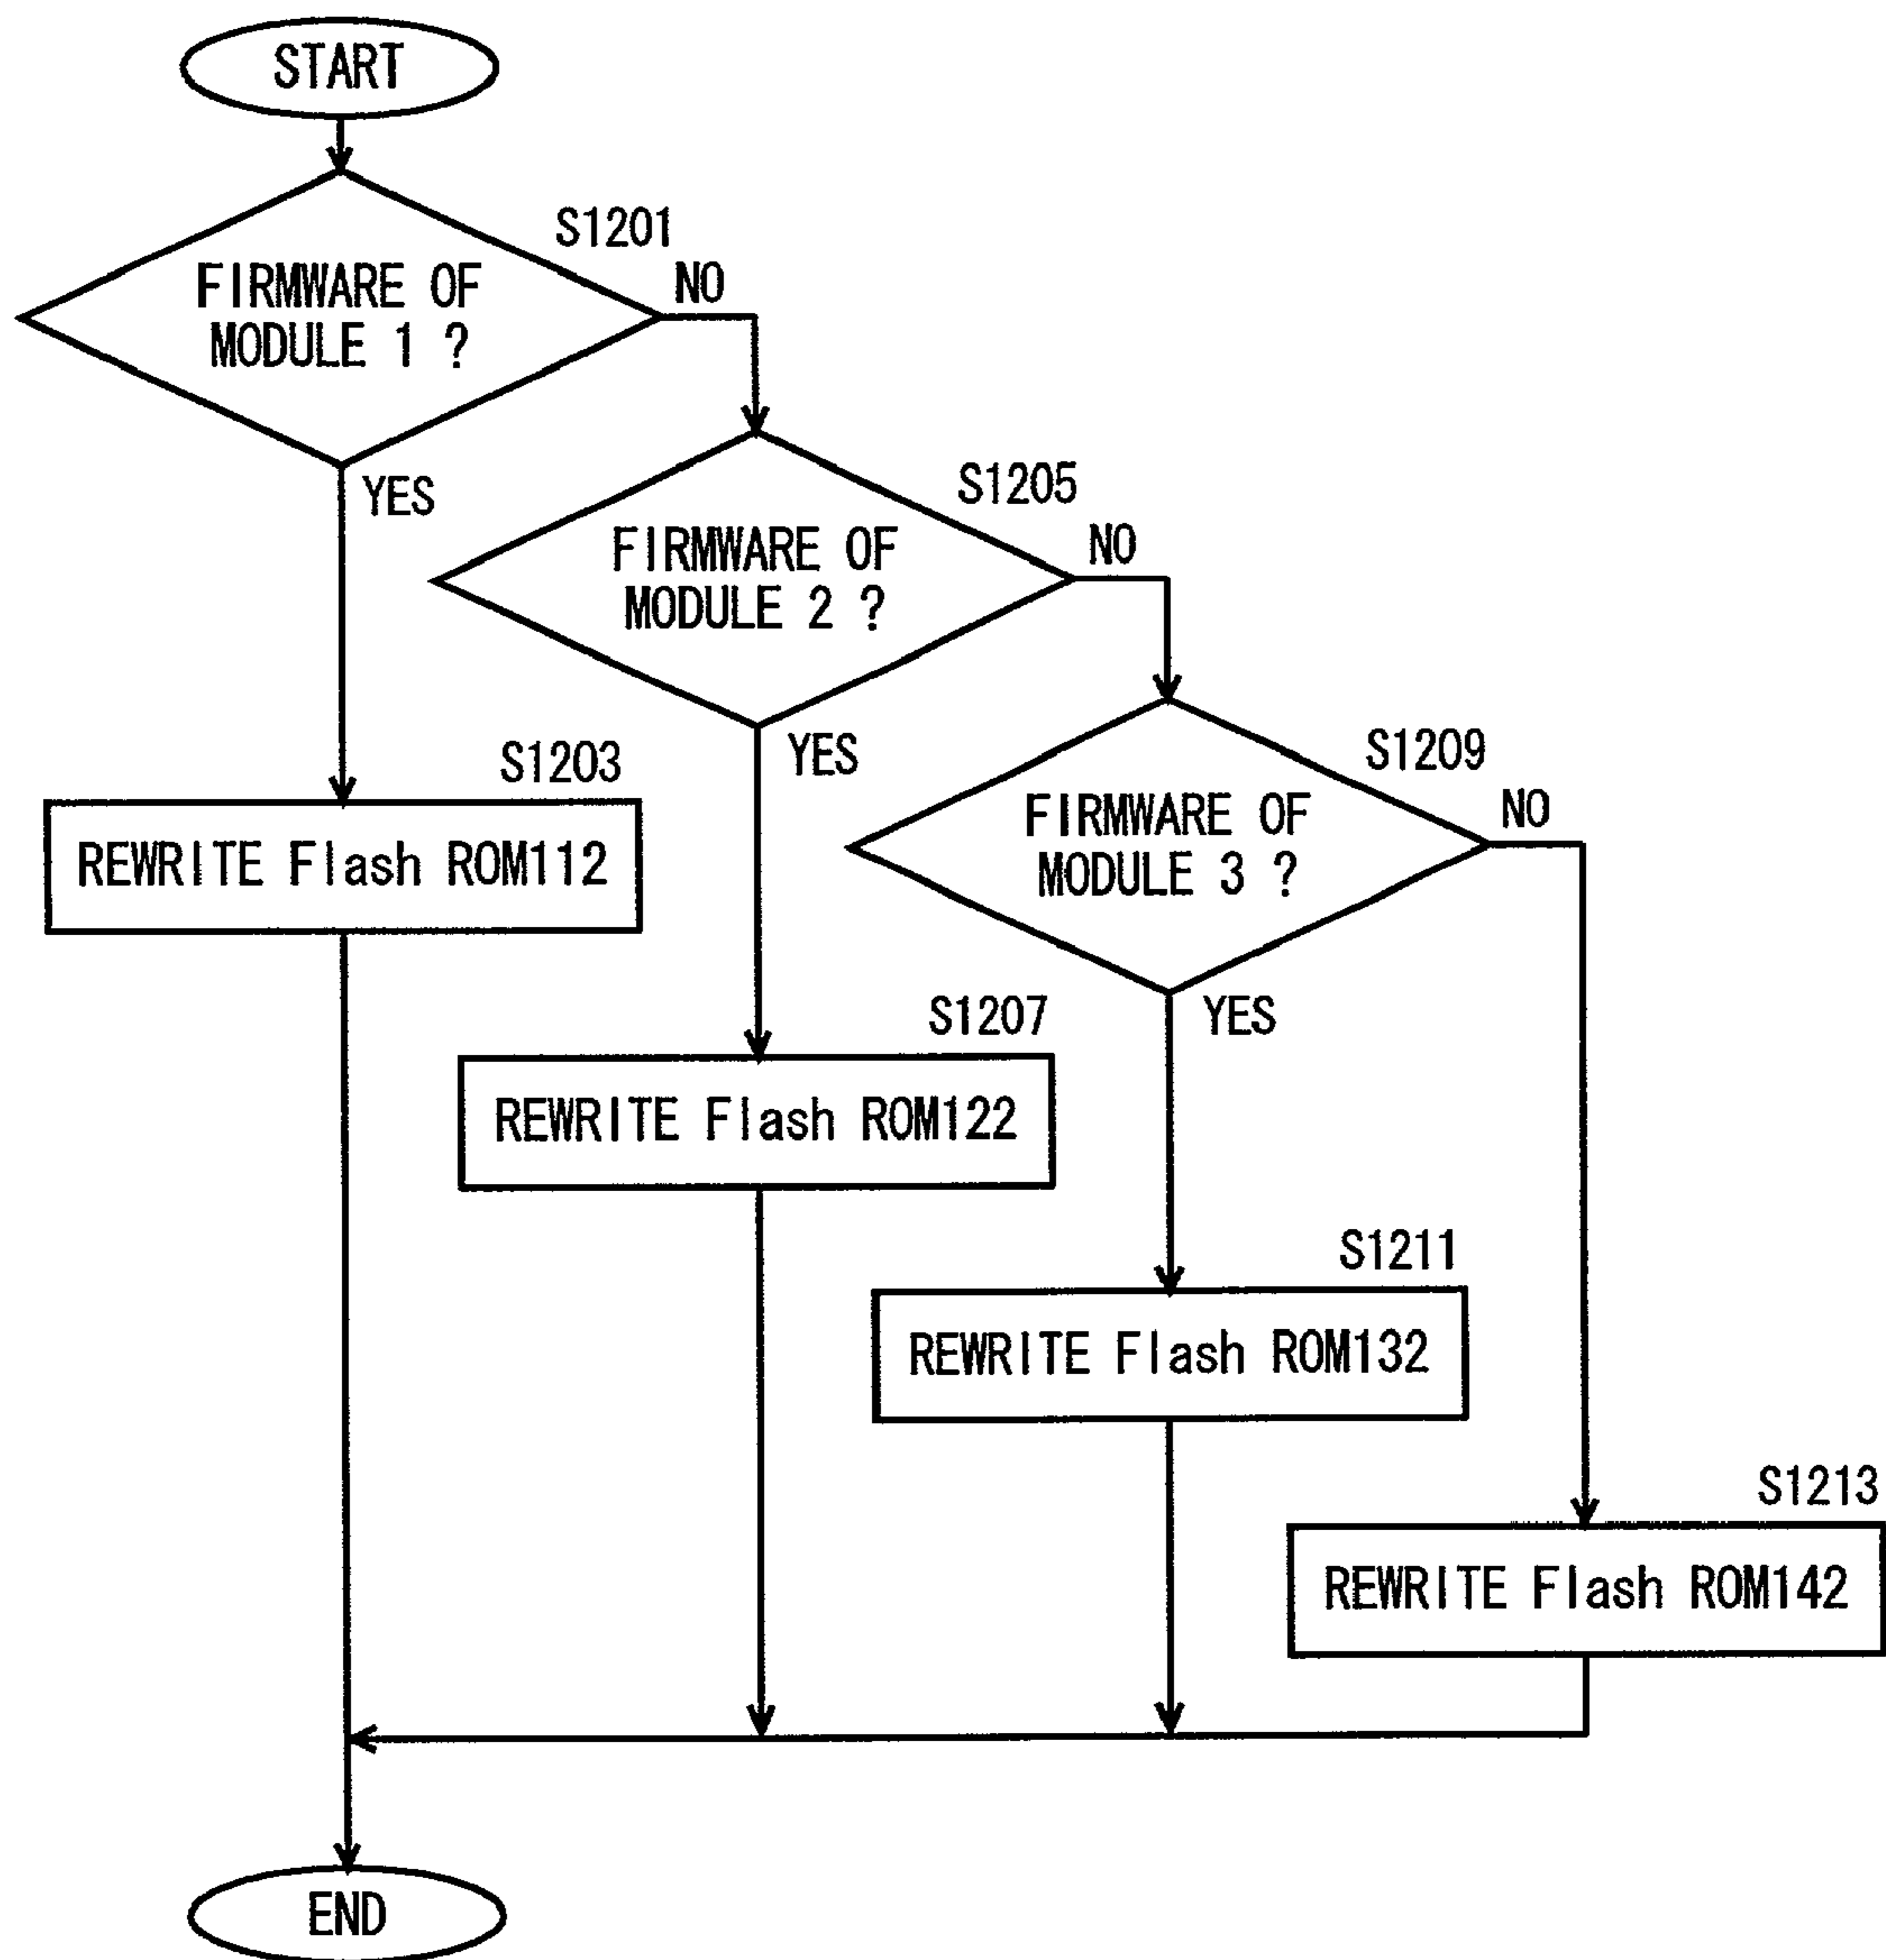 START
S1201
FIRMWARE OF
MODULE 1 ?
NO
YES
S1205
FIRMWARE OF
MODULE 2 ?
NO
YES
S1209
FIRMWARE OF
MODULE 3 ?
NO
YES
S1203
REWRITE Flash ROM112
S1207
REWRITE Flash ROM122
S1211
REWRITE Flash ROM132
S1213
REWRITE Flash ROM142
END